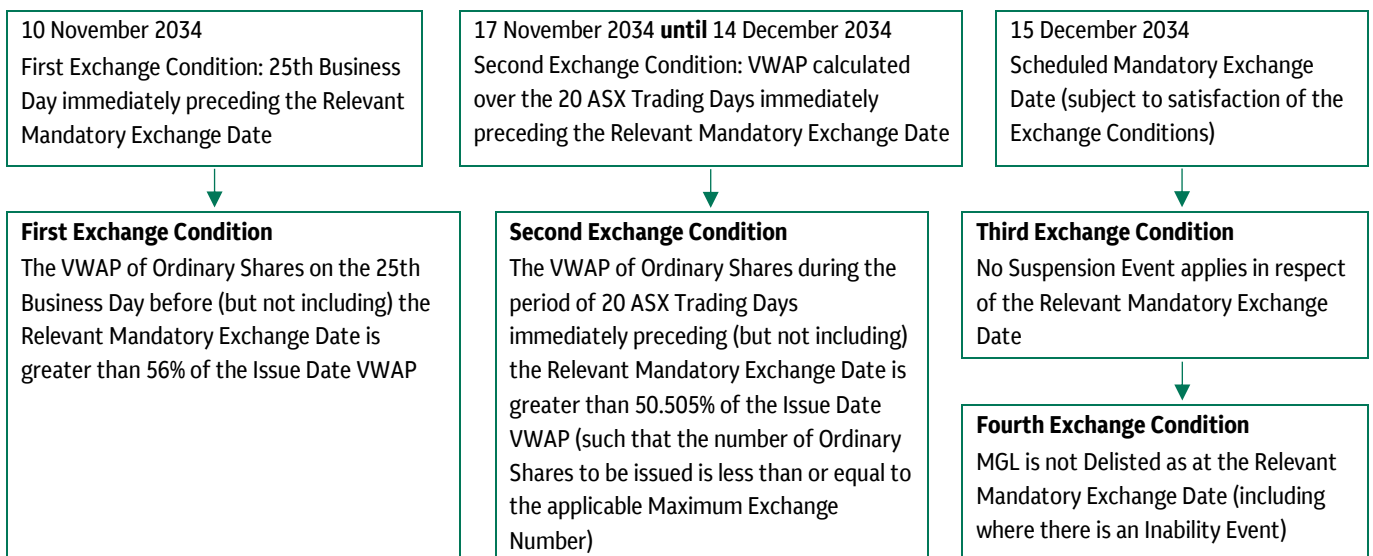 10 November 2034
First Exchange Condition: 25th Business
Day immediately preceding the Relevant
Mandatory Exchange Date
17 November 2034 until 14 December 2034
Second Exchange Condition: VWAP calculated
over the 20 ASX Trading Days immediately
preceding the Relevant Mandatory Exchange Date
15 December 2034
Scheduled Mandatory Exchange
Date (subject to satisfaction of the
Exchange Conditions)
First Exchange Condition
The VWAP of Ordinary Shares on the 25th
Business Day before (but not including) the
Relevant Mandatory Exchange Date is
greater than 56% of the Issue Date VWAP
Second Exchange Condition
The VWAP of Ordinary Shares during the
period of 20 ASX Trading Days
immediately preceding (but not including)
the Relevant Mandatory Exchange Date is
greater than 50.505% of the Issue Date
VWAP (such that the number of Ordinary
Shares to be issued is less than or equal to
the applicable Maximum Exchange
Number)
Third Exchange Condition
No Suspension Event applies in respect
of the Relevant Mandatory Exchange
Date
Fourth Exchange Condition
MGL is not Delisted as at the Relevant
Mandatory Exchange Date (including
where there is an Inability Event)